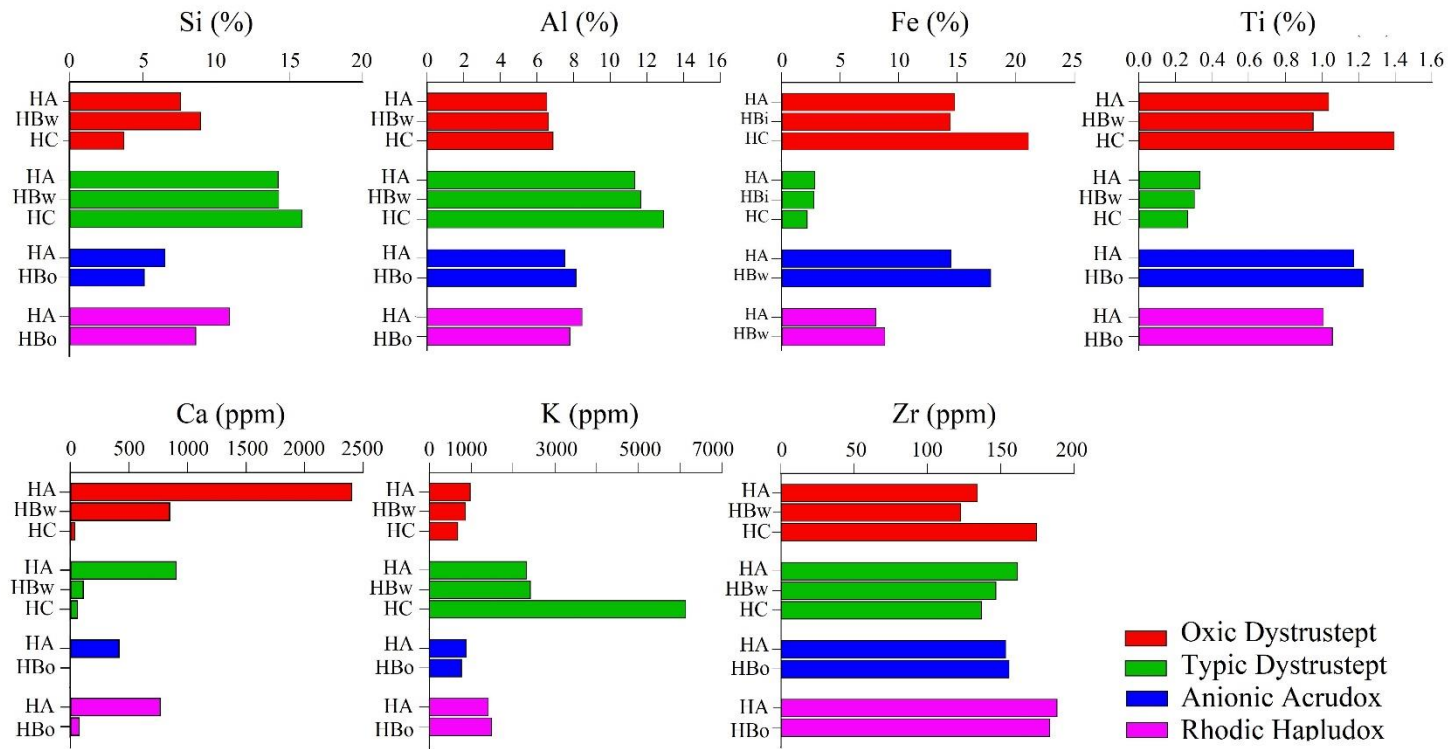 Si (%)
0 5 10 15 20
HA
HBw
HC
HA
HBw
HC
HA
HBo
HA
HBo
Al (%)
0 2 4 6 8 10 12 14 16
HA
HBw
HC
HA
HBw
HC
HA
HBo
HA
HBo
Fe (%)
0 5 10 15 20 25
HA
HBi
HC
HA
HBi
HC
HA
HBw
HA
HBw
Ti (%)
0.0 0.2 0.4 0.6 0.8 1.0 1.2 1.4 1.6
HA
HBw
HC
HA
HBw
HC
HA
HBo
HA
HBo
Ca (ppm)
0 500 1000 1500 2000 2500
HA
HBw
HC
HA
HBw
HC
HA
HBo
HA
HBo
K (ppm)
0 1000 3000 5000 7000
HA
HBw
HC
HA
HBw
HC
HA
HBo
HA
HBo
Zr (ppm)
0 50 100 150 200
HA
HBw
HC
HA
HBw
HC
HA
HBo
HA
HBo
Oxic Dystrustept
Typic Dystrustept
Anionic Acrudox
Rhodic Hapludox